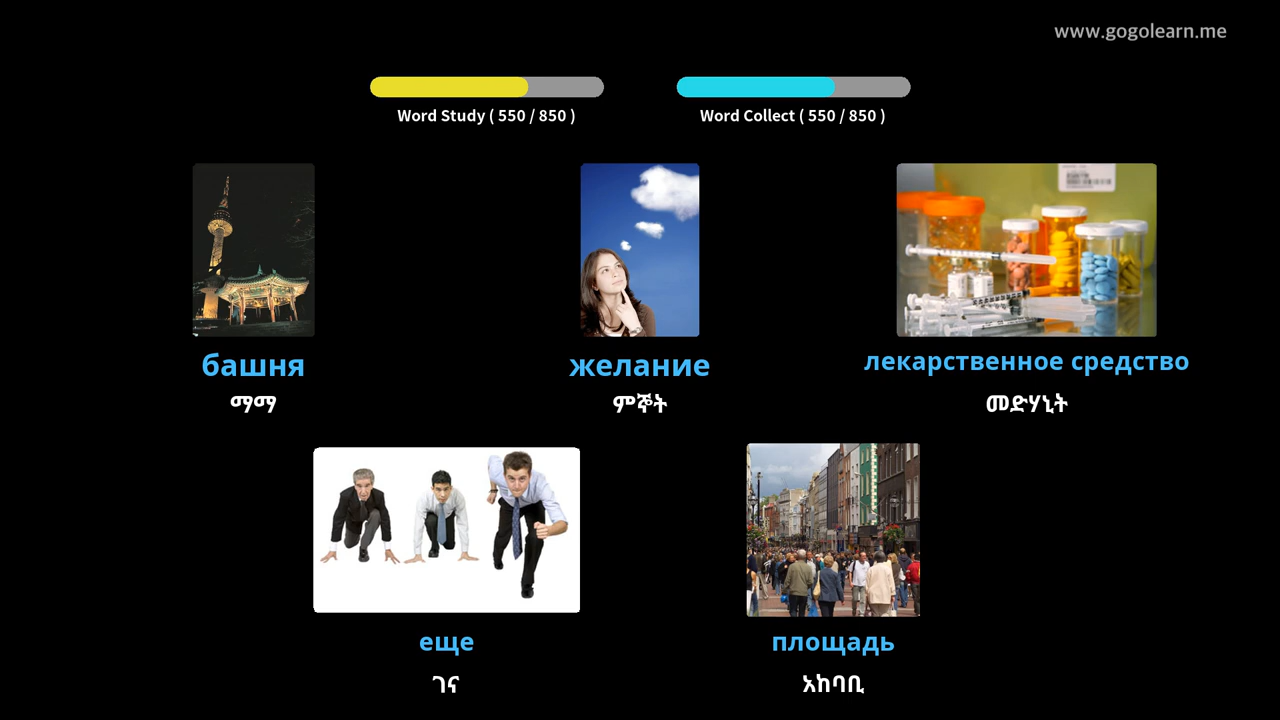 www.gogolearn.me
Word Study ( 550 / 850 )
Word Collect ( 550 / 850 )
башня
желание
лекарственное средство
ማማ
ምኞት
መድሃኒት
еще
площадь
ገና
አከባቢ